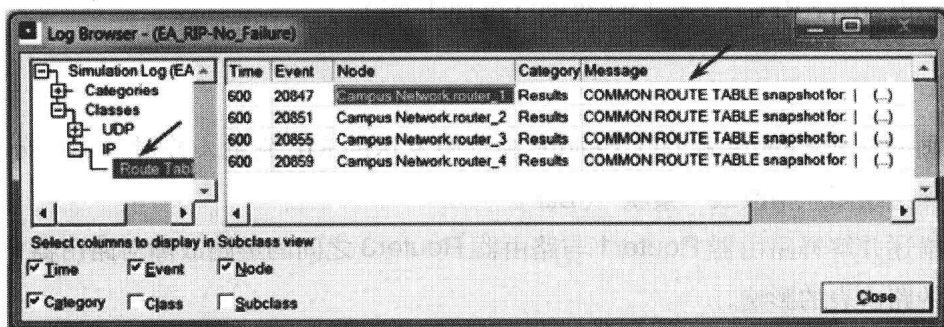 Log Browser - (EA_RIP-No_Failure)
Simulation Log (EA
Categories
Classes
UDP
IP
Route Tab
Time Event Node Category Message
600 20847 Campus Network.router_1 Results COMMON ROUTE TABLE snapshot for: | (...)
600 20851 Campus Network.router_2 Results COMMON ROUTE TABLE snapshot for: | (...)
600 20855 Campus Network.router_3 Results COMMON ROUTE TABLE snapshot for: | (...)
600 20859 Campus Network.router_4 Results COMMON ROUTE TABLE snapshot for: | (...)
Select columns to display in Subclass view
Time Event Node
Category Class Subclass
Close